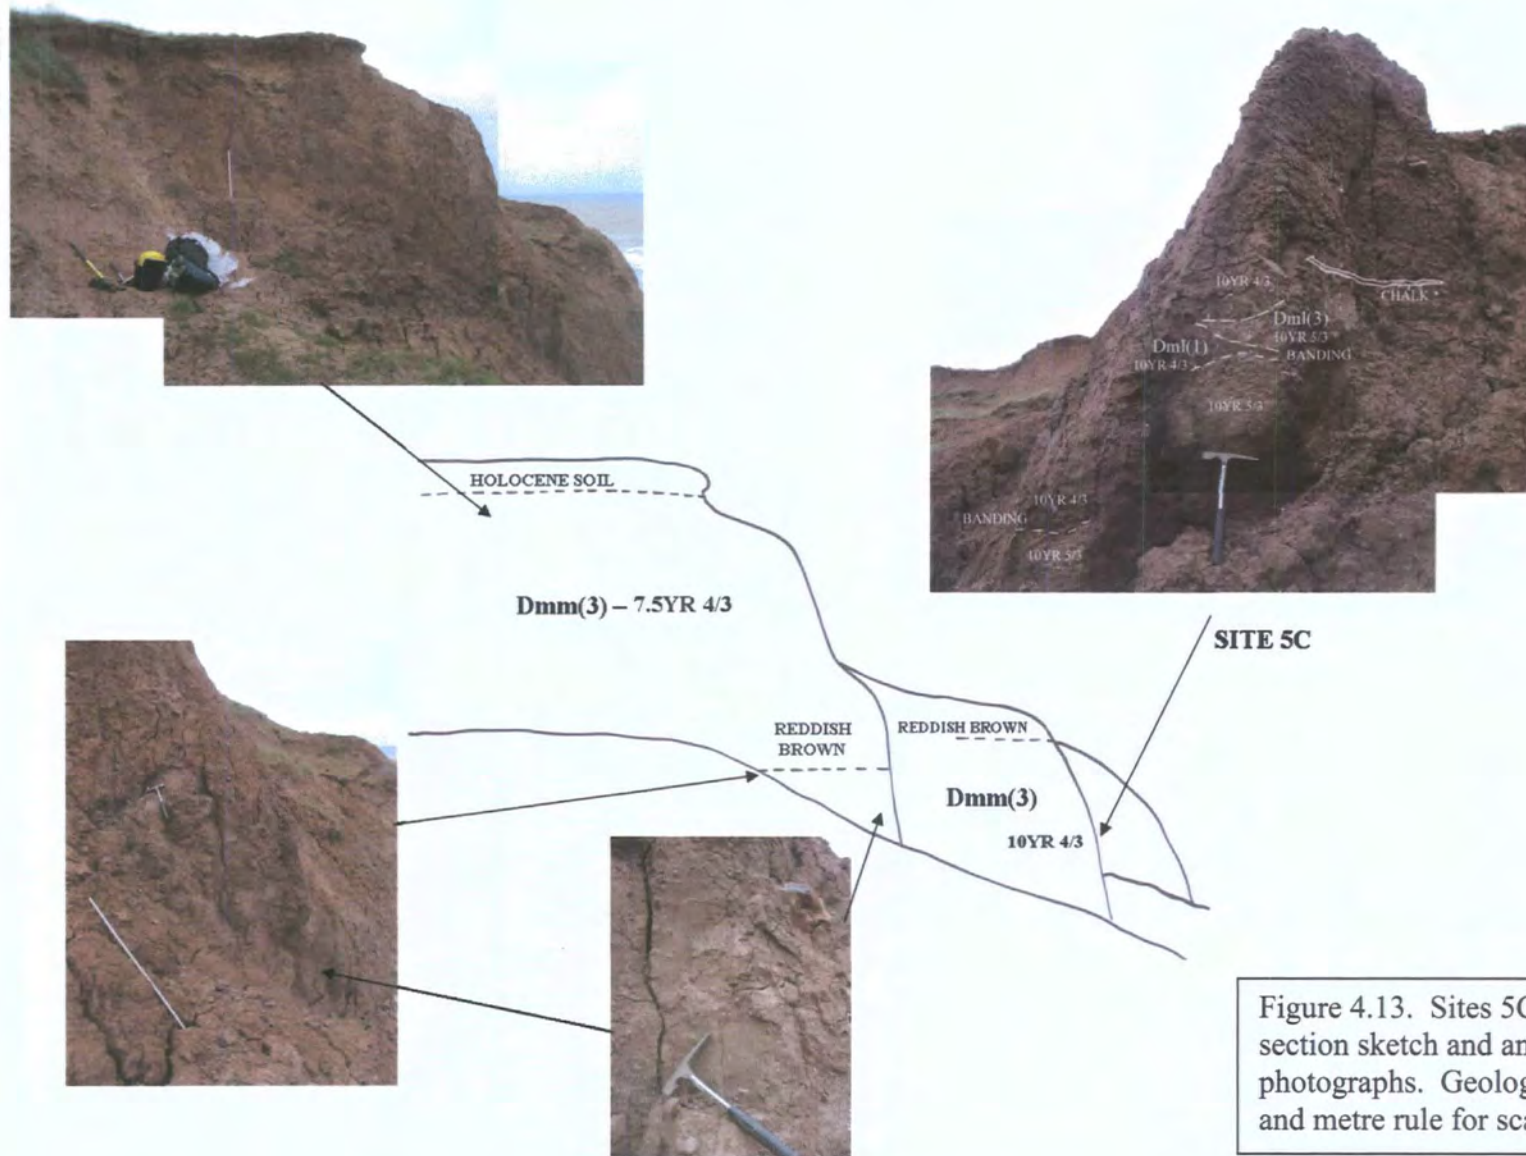 10YR 4/3
CHALK
Dml(3)
10YR 5/3
Dml(1)
BANDING
10YR 4/3
10YR 5/3
10YR 4/3
BANDING
10YR 5/3
HOLOCENE SOIL
Dmm(3) – 7.5YR 4/3
SITE 5C
REDDISH
BROWN
REDDISH BROWN
Dmm(3)
10YR 4/3
Figure 4.13. Sites 5C
section sketch and
photographs. Geolog
and metre rule for